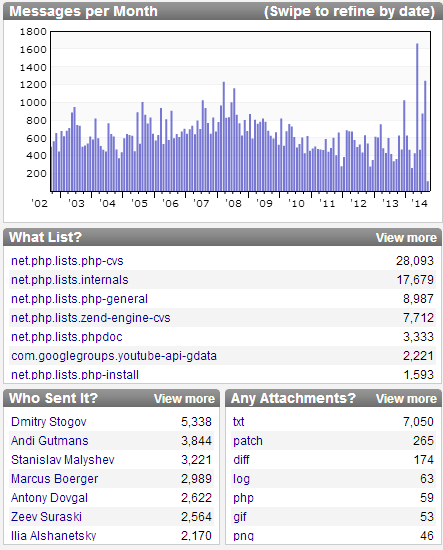 Messages per Month (Swipe to refine by date)
1800
1600
1400
1200
1000
800
600
400
200
'02 '03 '04 '05 '06 '07 '08 '09 '10 '11 '12 '13 '14
What List? View more
net.php.lists.php-cvs 28,093
net.php.lists.internals 17,679
net.php.lists.php-general 8,987
net.php.lists.zend-engine-cvs 7,712
net.php.lists.phpdoc 3,333
com.googlegroups.youtube-api-gdata 2,221
net.php.lists.php-install 1,593
Who Sent It? View more
Dmitry Stogov 5,338
Andi Gutmans 3,844
Stanislav Malyshev 3,221
Marcus Boerger 2,989
Antony Dovgal 2,622
Zeev Suraski 2,564
Ilia Alshanetsky 2,170
Any Attachments? View more
txt 7,050
patch 265
diff 174
log 63
php 59
gif 53
png 46